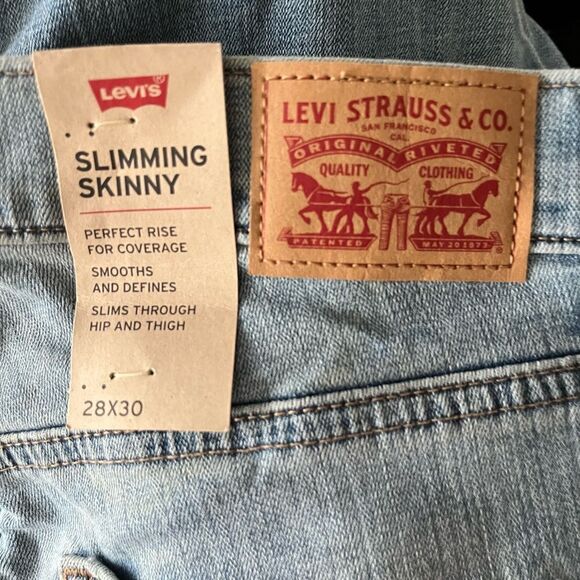 Levi's
SLIMMING
SKINNY
PERFECT RISE
FOR COVERAGE
SMOOTHS
AND DEFINES
SLIMS THROUGH
HIP AND THIGH
28X30
LEVI STRAUSS & CO.
SAN FRANCISCO
CAL.
ORIGINAL RIVETED
QUALITY CLOTHING
PATENTED MAY 20 1873